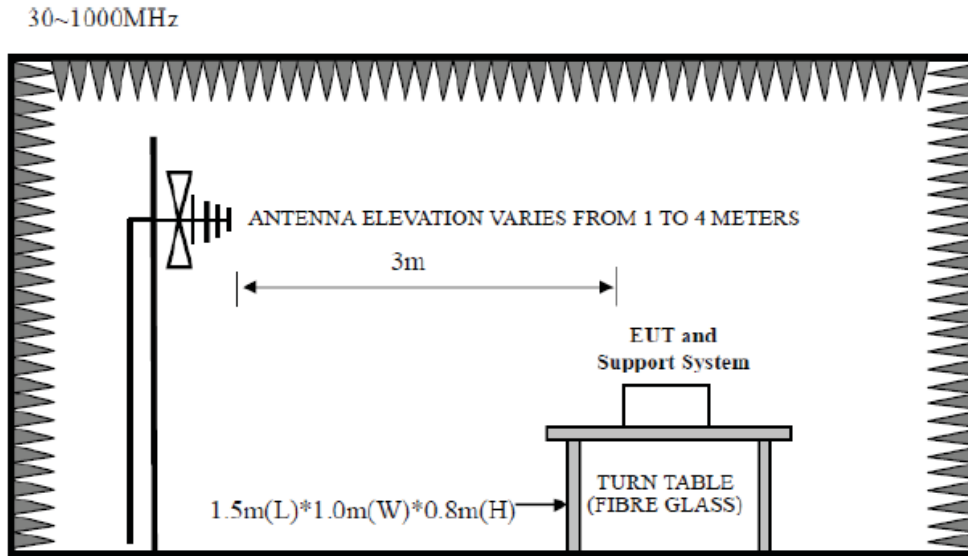 30~1000MHz
ANTENNA ELEVATION VARIES FROM 1 TO 4 METERS
3m
EUT and
Support System
TURN TABLE
(FIBRE GLASS)
1.5m(L)*1.0m(W)*0.8m(H)